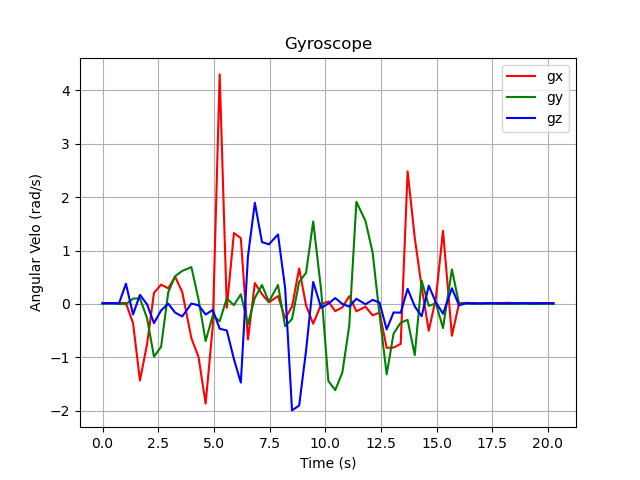 Gyroscope
gx
gy
gz
Angular Velo (rad/s)
4
3
2
1
0
−1
−2
0.0 2.5 5.0 7.5 10.0 12.5 15.0 17.5 20.0
Time (s)